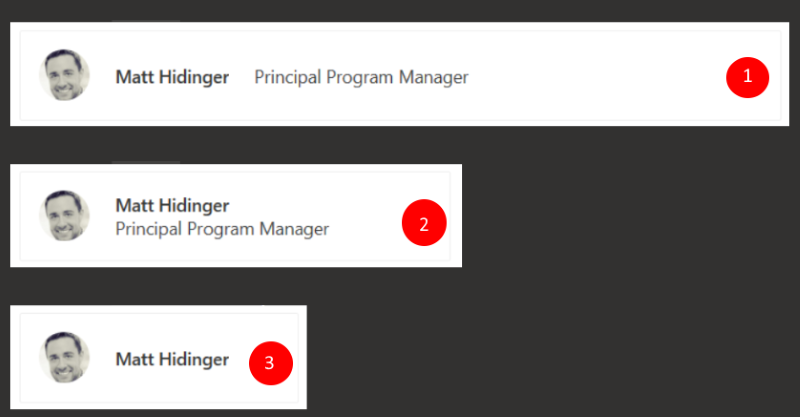 Matt Hidinger Principal Program Manager 1
Matt Hidinger
Principal Program Manager
2
Matt Hidinger 3